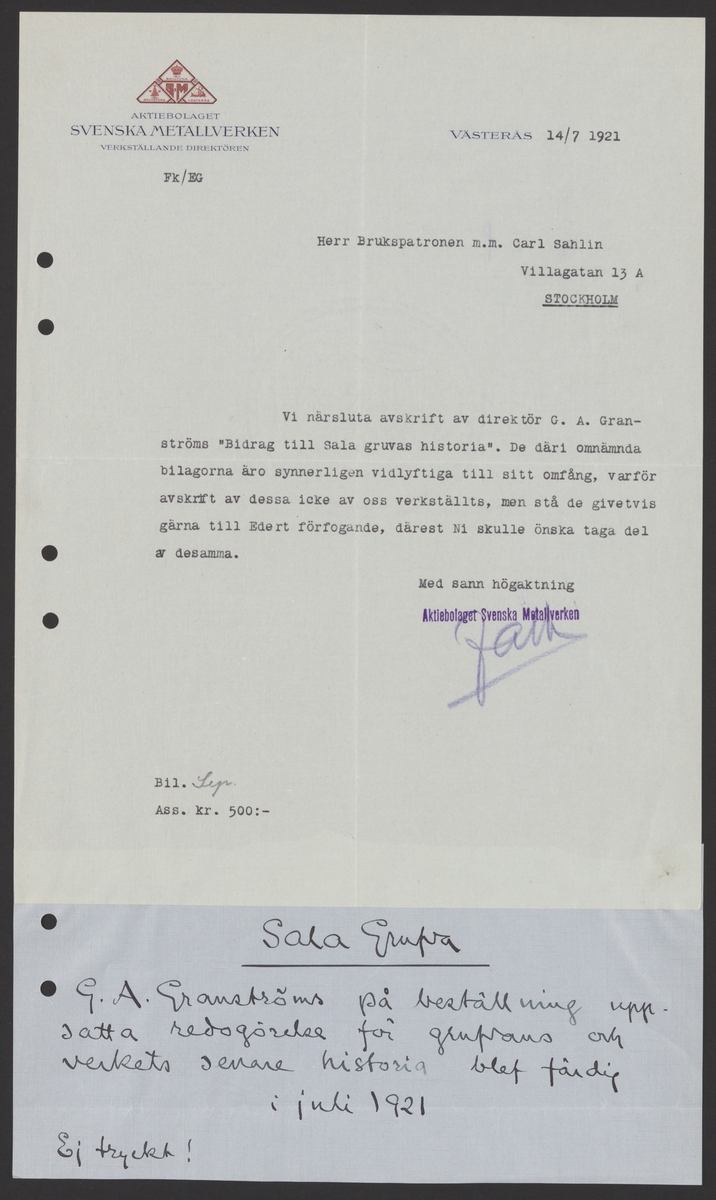 AKTIEBOLAGET
SVENSKA METALLVERKEN
VERKSTÄLLANDE DIREKTÖREN
VÄSTERÅS 14/7 1921
Fk/EG
Herr Brukspatronen m.m. Carl Sahlin
Villagatan 13 A
STOCKHOLM
Vi närsluta avskrift av direktör G. A. Gran-
ströms "Bidrag till Sala gruvas historia". De däri omnämnda
bilagorna äro synnerligen vidlyftiga till sitt omfång, varför
avskrift av dessa icke av oss verkställts, men stå de givetvis
gärna till Edert förfogande, därest Ni skulle önska taga del
av desamma.
Med sann högaktning
Aktiebolaget Svenska Metallverken
Falk
Bil. Sep.
Ass. kr. 500:-
Sala Grufva
G. A. Granströms på beställning upp-
satta redogörelse för grufvans och
verkets senare historia blef färdig
i juli 1921
Ej tryckt!